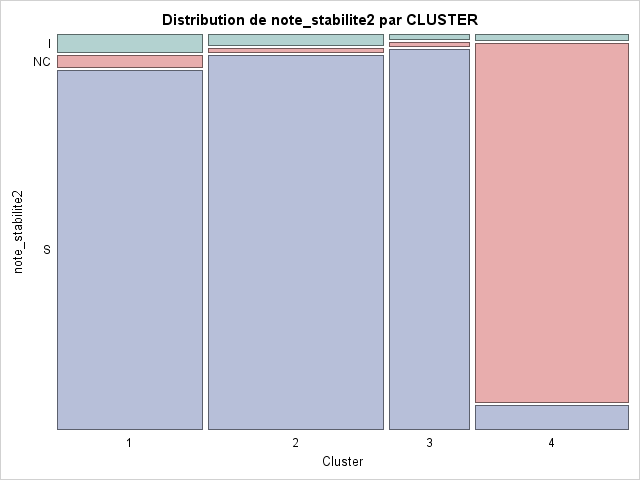 Distribution de note_stabilite2 par CLUSTER
I
NC
note_stabilite2
S
1 2 3 4
Cluster